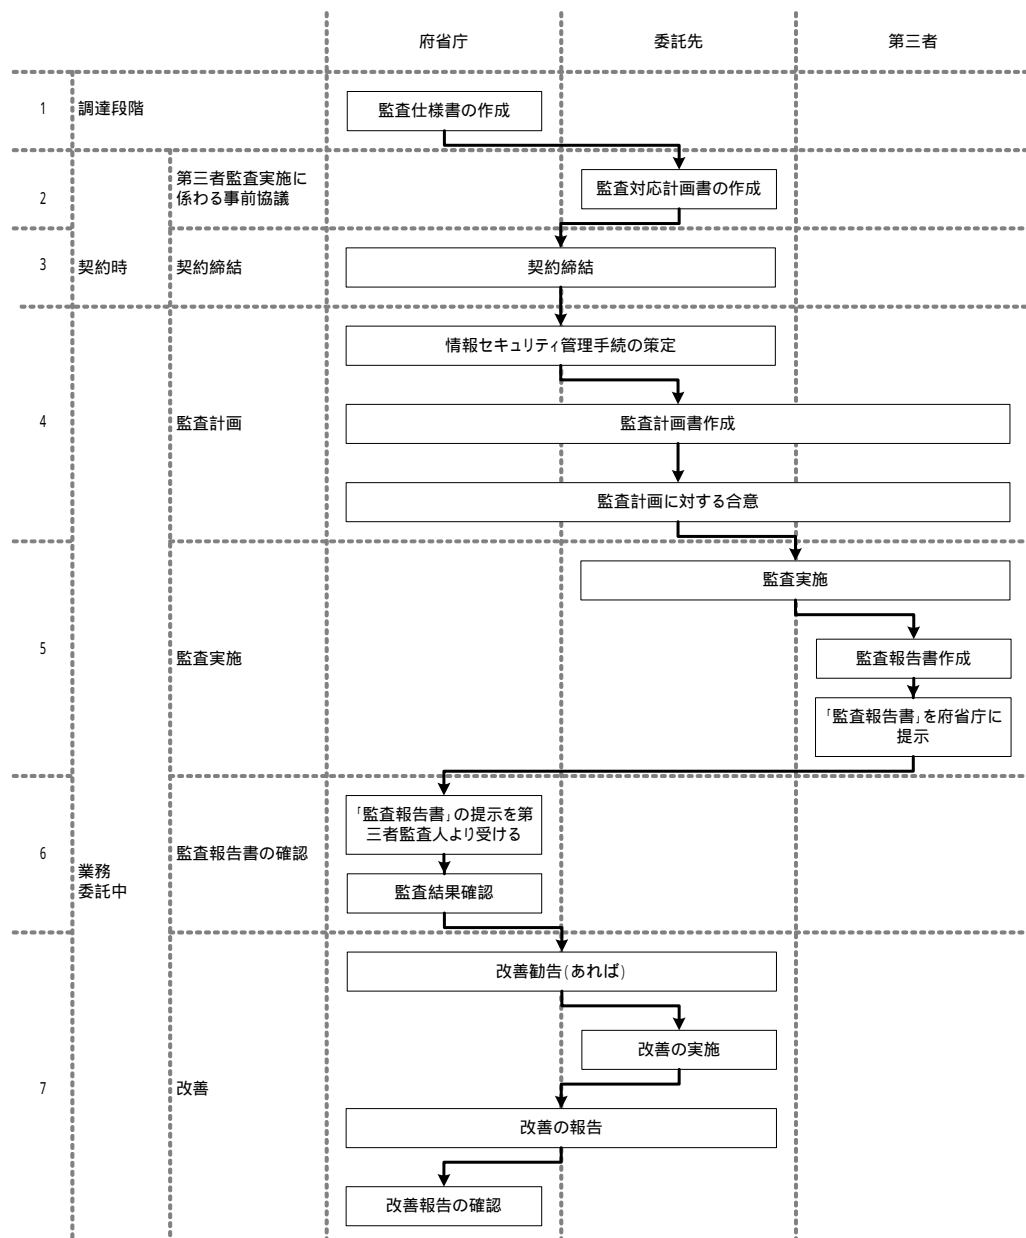 府省庁 委託先 第三者
1 調達段階 監査仕様書の作成
2 第三者監査実施に
係わる事前協議 監査対応計画書の作成
3 契約時 契約締結 契約締結
情報セキュリティ管理手続の策定
4 監査計画 監査計画書作成
監査計画に対する合意
監査実施
5 監査実施 監査報告書作成
「監査報告書」を府省庁に
提示
「監査報告書」の提示を第
三者監査人より受ける
6 監査報告書の確認
業務
委託中
監査結果確認
改善勧告(あれば)
改善の実施
7 改善
改善の報告
改善報告の確認